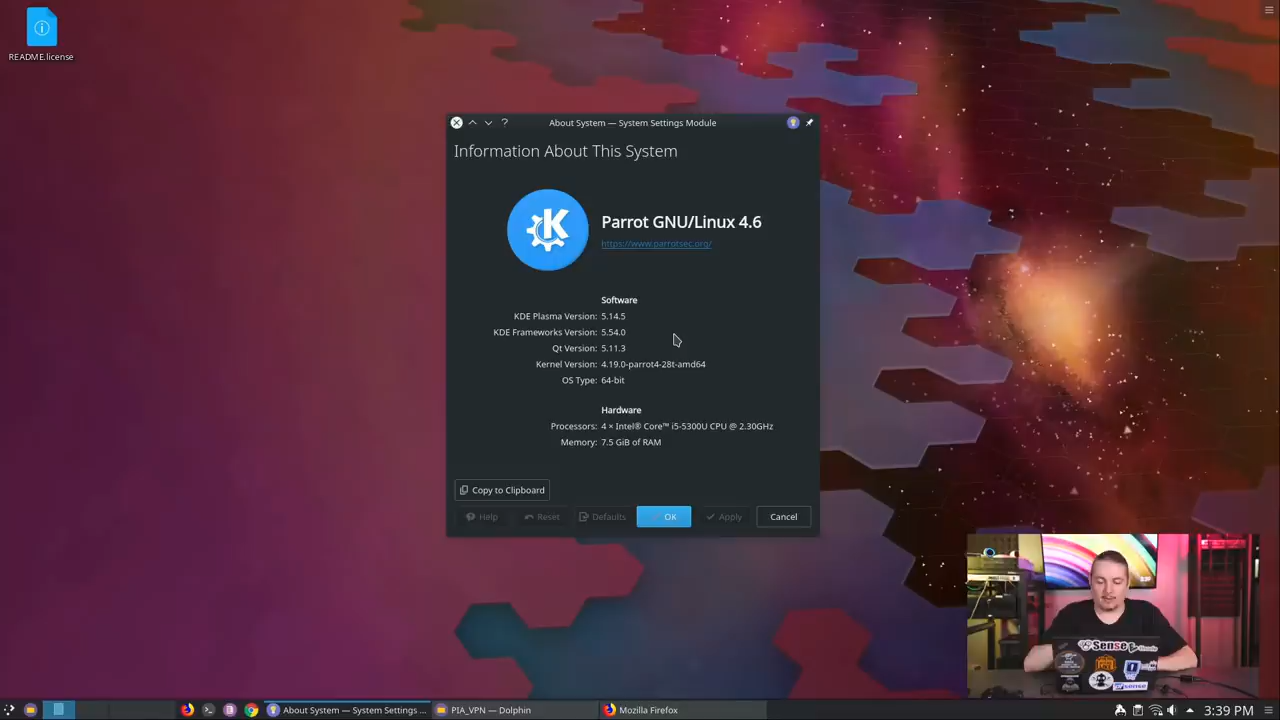 README.license
About System — System Settings Module
Information About This System
Parrot GNU/Linux 4.6
https://www.parrotsec.org/
Software
KDE Plasma Version: 5.14.5
KDE Frameworks Version: 5.54.0
Qt Version: 5.11.3
Kernel Version: 4.19.0-parrot4-28t-amd64
OS Type: 64-bit
Hardware
Processors: 4 × Intel® Core™ i5-5300U CPU @ 2.30GHz
Memory: 7.5 GiB of RAM
Copy to Clipboard
Help Reset Defaults OK Apply Cancel
Sense
sense
About System — System Settings ... PIA_VPN — Dolphin Mozilla Firefox 3:39 PM